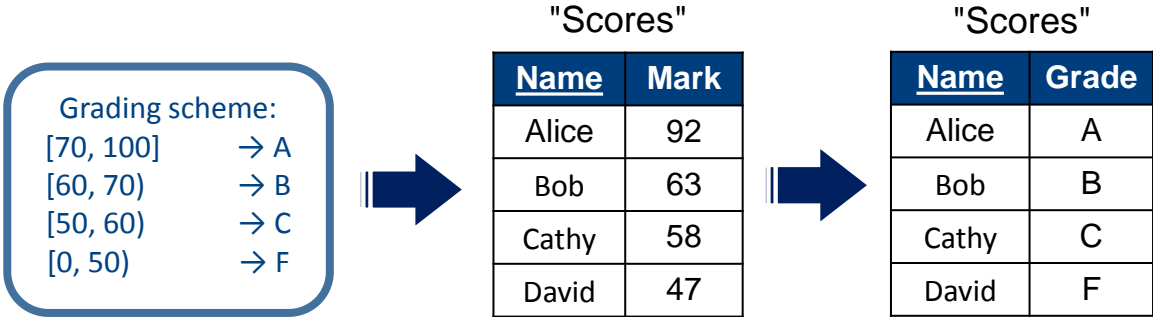 Grading scheme:
[70, 100] → A
[60, 70) → B
[50, 60) → C
[0, 50) → F
"Scores"
Name Mark
Alice 92
Bob 63
Cathy 58
David 47
"Scores"
Name Grade
Alice A
Bob B
Cathy C
David F